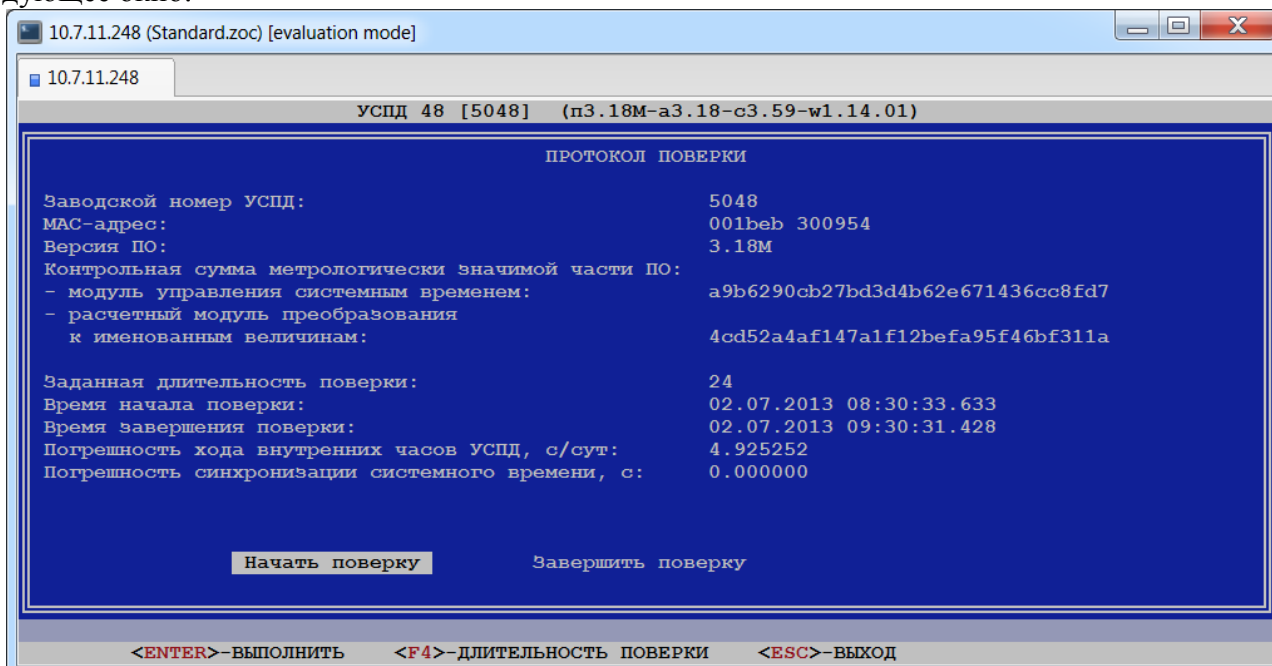 дующее окно:
10.7.11.248 (Standard.zoc) [evaluation mode]
10.7.11.248
УСПД 48 [5048] (п3.18М-а3.18-с3.59-w1.14.01)
ПРОТОКОЛ ПОВЕРКИ
Заводской номер УСПД: 5048
МАС-адрес: 001beb 300954
Версия ПО: 3.18М
Контрольная сумма метрологически значимой части ПО:
- модуль управления системным временем: a9b6290cb27bd3d4b62e671436cc8fd7
- расчетный модуль преобразования
к именованным величинам: 4cd52a4af147a1f12befa95f46bf311a
Заданная длительность поверки: 24
Время начала поверки: 02.07.2013 08:30:33.633
Время завершения поверки: 02.07.2013 09:30:31.428
Погрешность хода внутренних часов УСПД, с/сут: 4.925252
Погрешность синхронизации системного времени, с: 0.000000
Начать поверку Завершить поверку
<ENTER>-ВЫПОЛНИТЬ <F4>-ДЛИТЕЛЬНОСТЬ ПОВЕРКИ <ESC>-ВЫХОД